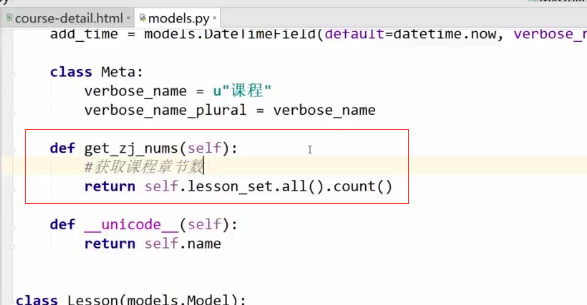 course-detail.html × models.py ×
add_time = models.DateTimeField(default=datetime.now, verbose_n
class Meta:
verbose_name = u"课程"
verbose_name_plural = verbose_name
def get_zj_nums(self):
#获取课程章节数
return self.lesson_set.all().count()
def __unicode__(self):
return self.name
class Lesson(models.Model):